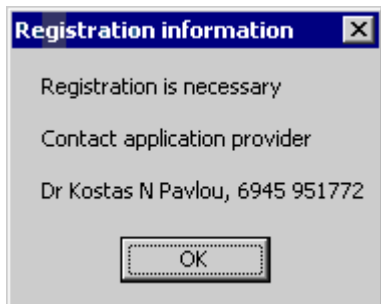 Registration information
Registration is necessary
Contact application provider
Dr Kostas N Pavlou, 6945 951772
OK